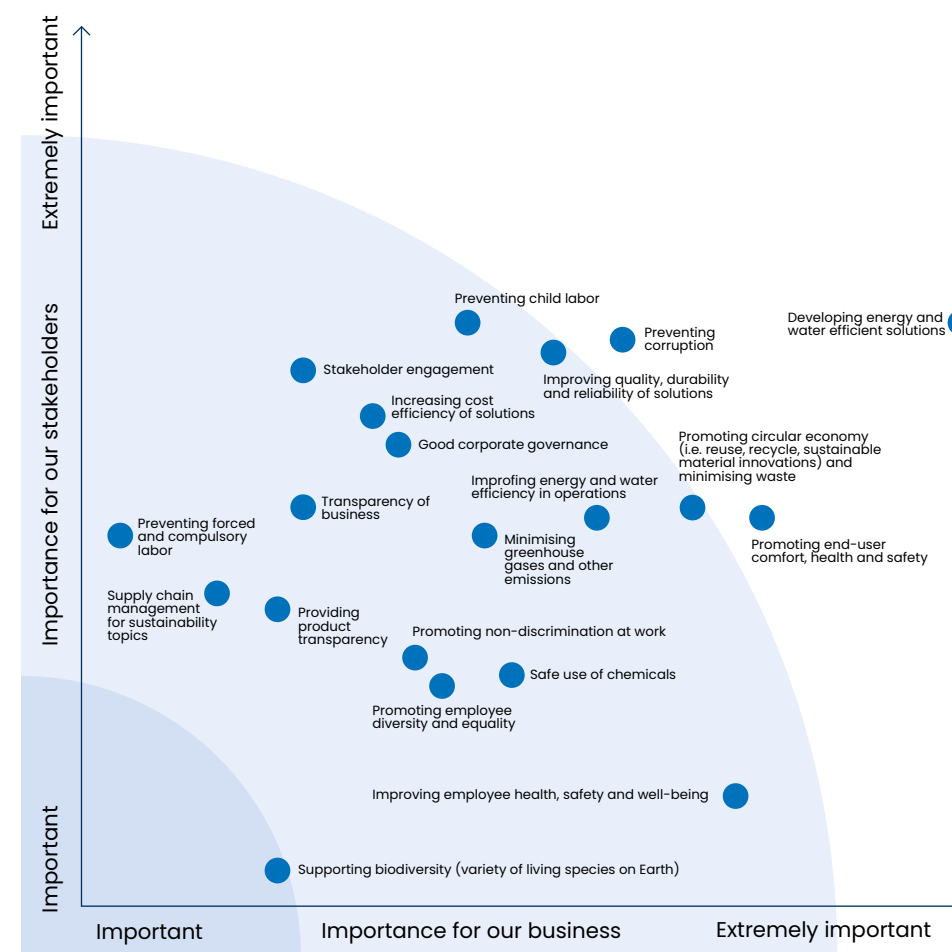 Extremely important
Importance for our stakeholders
Important
Preventing child labor
Preventing
corruption
Developing energy and
water efficient solutions
Stakeholder engagement
Improving quality, durability
and reliability of solutions
Increasing cost
efficiency of solutions
Good corporate governance
Promoting circular economy
(i.e. reuse, recycle, sustainable
material innovations) and
minimising waste
Improfing energy and water
efficiency in operations
Transparency of
business
Preventing forced
and compulsory
labor
Minimising
greenhouse
gases and other
emissions
Promoting end-user
comfort, health and safety
Supply chain
management
for sustainability
topics
Providing
product
transparency
Promoting non-discrimination at work
Safe use of chemicals
Promoting employee
diversity and equality
Improving employee health, safety and well-being
Supporting biodiversity (variety of living species on Earth)
Important
Importance for our business
Extremely important